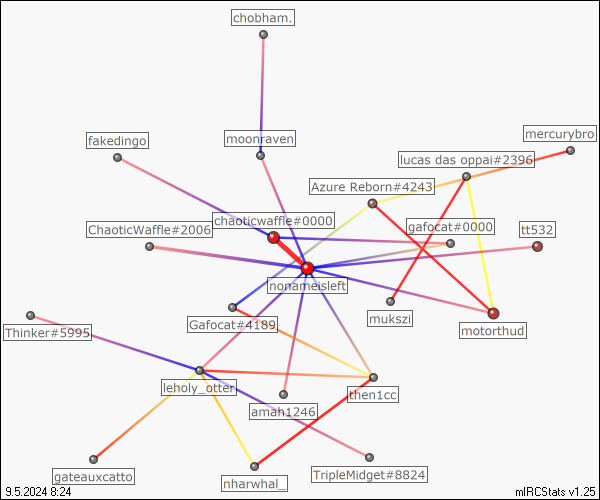 chobham.
fakedingo
moonraven
mercurybro
lucas das oppai#2396
Azure Reborn#4243
chaoticwaffle#0000
gafocat#0000
ChaoticWaffle#2006
tt532
nonameisleft
mukszi
Gafocat#4189
motorthud
Thinker#5995
leholy_otter
then1cc
amah1246
gateauxcatto
nharwhal_
TripleMidget#8824
9.5.2024 8:24
mIRCStats v1.25